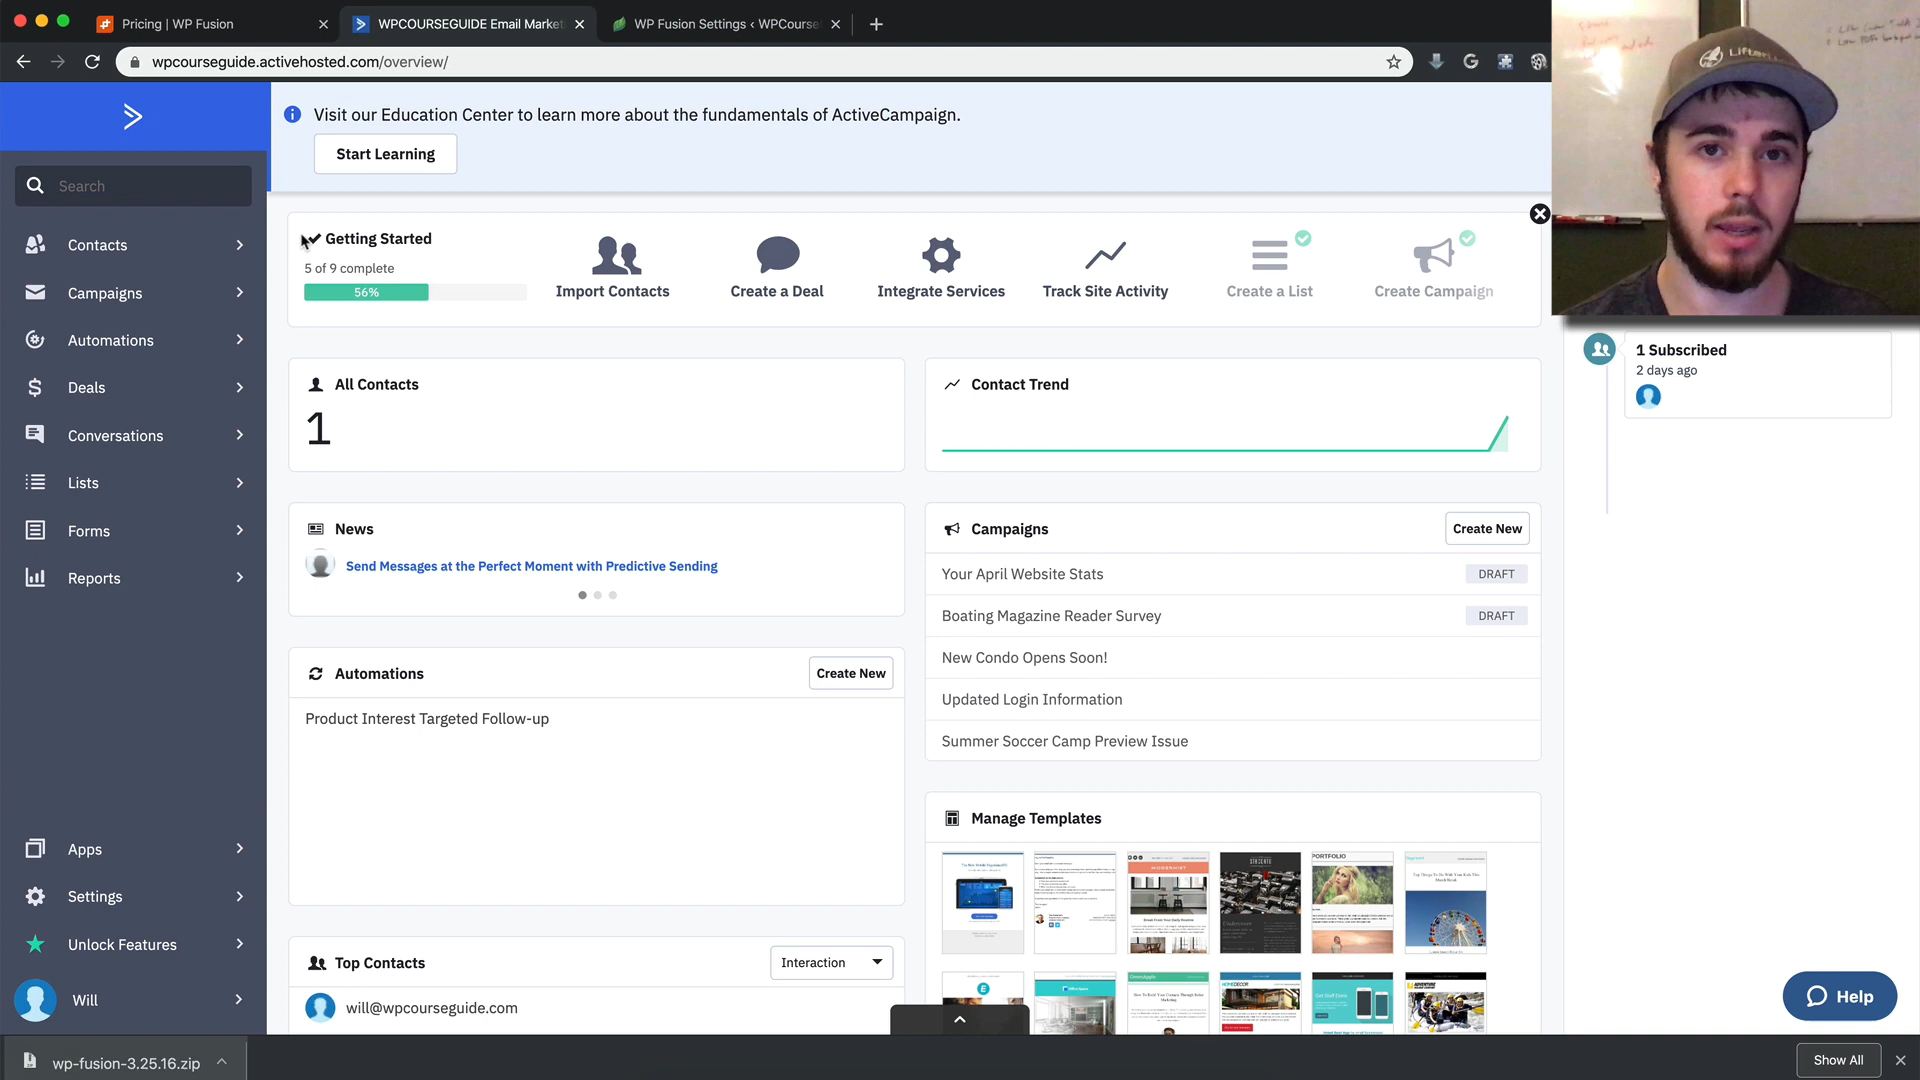 Pricing | WP Fusion
WPCOURSEGUIDE Email Market
WP Fusion Settings ‹ WPCourse
wpcourseguide.activehosted.com/overview/
Visit our Education Center to learn more about the fundamentals of ActiveCampaign.
Start Learning
Search
Contacts
Campaigns
Automations
Deals
Conversations
Lists
Forms
Reports
Apps
Settings
Unlock Features
Will
Getting Started
5 of 9 complete
56%
Import Contacts
Create a Deal
Integrate Services
Track Site Activity
Create a List
Create Campaign
All Contacts
1
Contact Trend
1 Subscribed
2 days ago
News
Send Messages at the Perfect Moment with Predictive Sending
Campaigns
Create New
Your April Website Stats
DRAFT
Boating Magazine Reader Survey
DRAFT
New Condo Opens Soon!
Updated Login Information
Summer Soccer Camp Preview Issue
Automations
Create New
Product Interest Targeted Follow-up
Manage Templates
MODERNIST
PORTFOLIO
Top Contacts
Interaction
will@wpcourseguide.com
Help
wp-fusion-3.25.16.zip
Show All